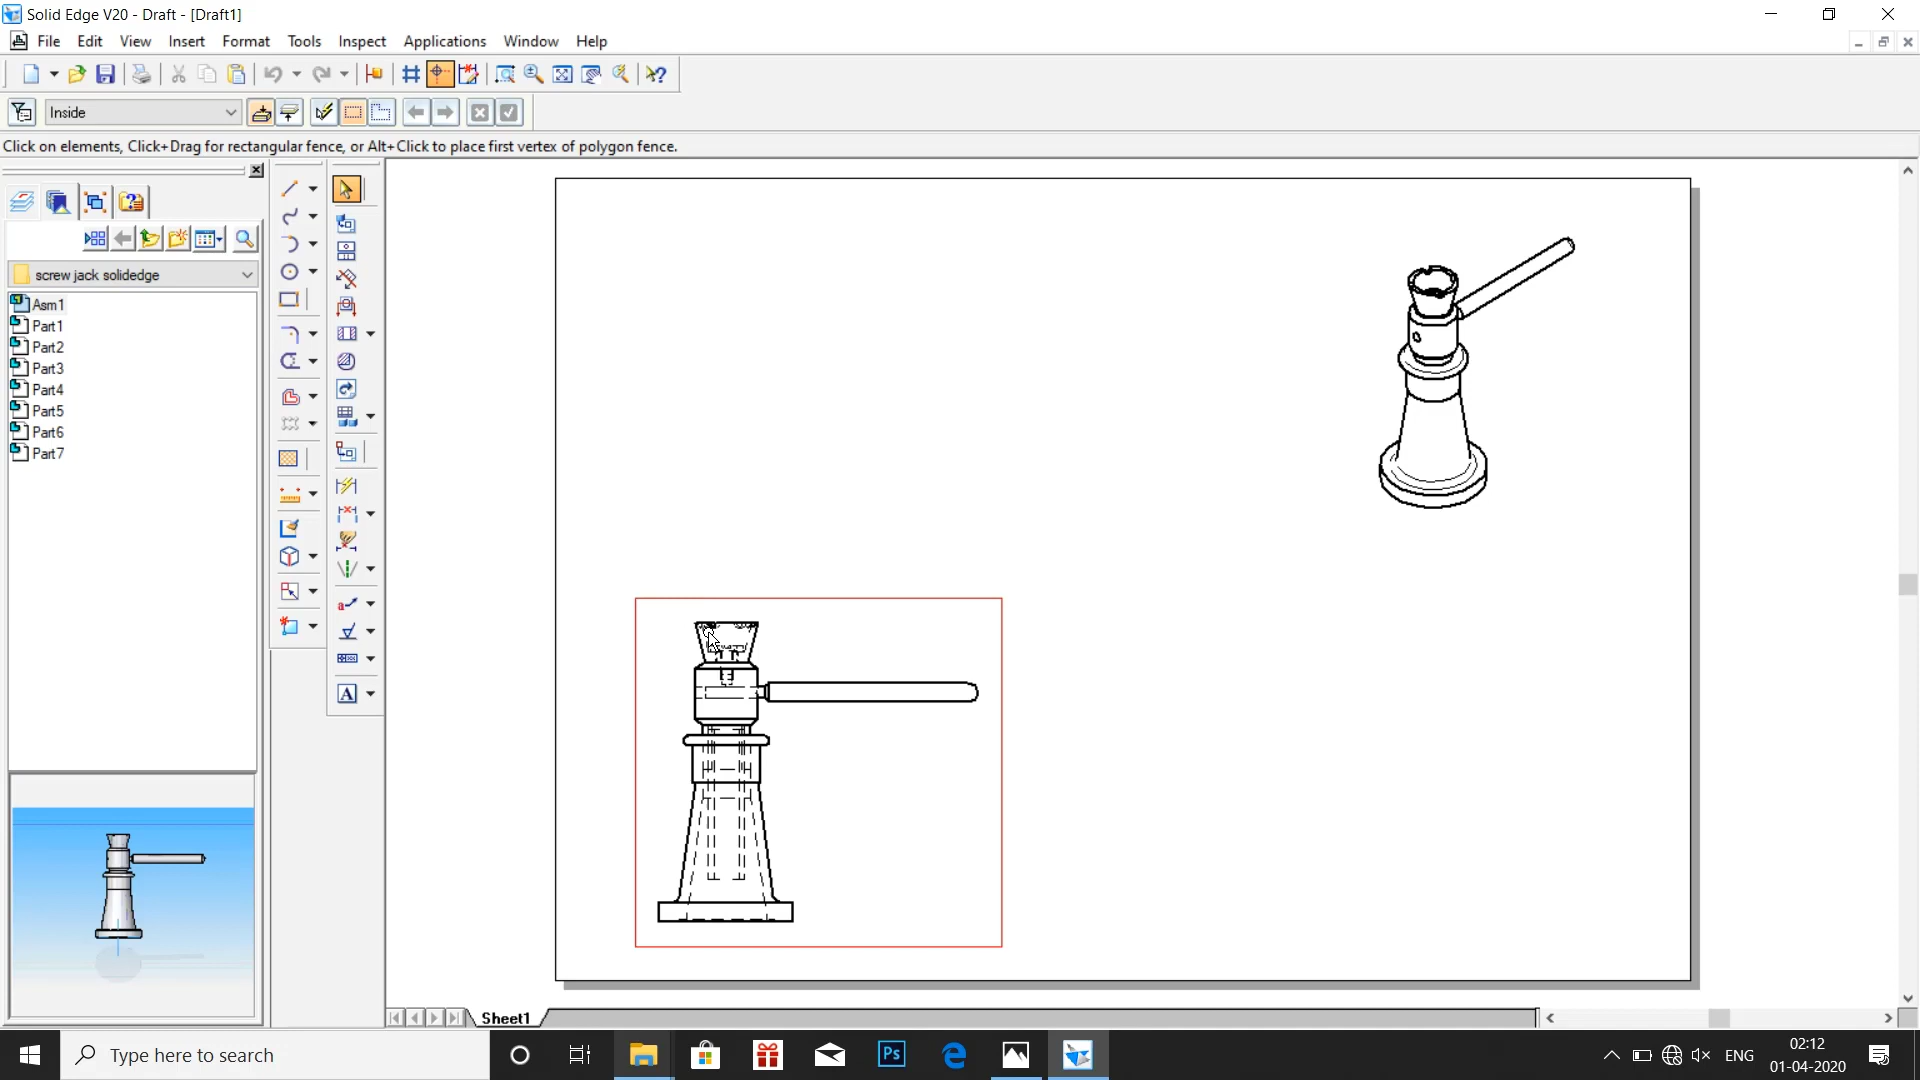 Solid Edge V20 - Draft - [Draft1]
File Edit View Insert Format Tools Inspect Applications Window Help
Inside
Click on elements, Click+Drag for rectangular fence, or Alt+Click to place first vertex of polygon fence.
screw jack solidedge
Asm1
Part1
Part2
Part3
Part4
Part5
Part6
Part7
A
Sheet1
Type here to search
Ps
ENG
02:12
01-04-2020